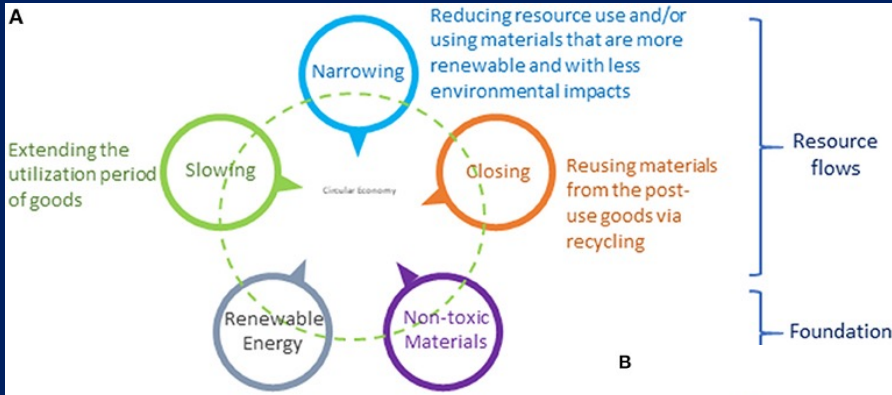 A
Reducing resource use and/or
using materials that are more
renewable and with less
environmental impacts
Narrowing
Extending the
utilization period
of goods
Slowing
Circular Economy
Closing
Reusing materials
from the post-
use goods via
recycling
Resource
flows
Renewable
Energy
Non-toxic
Materials
Foundation
B